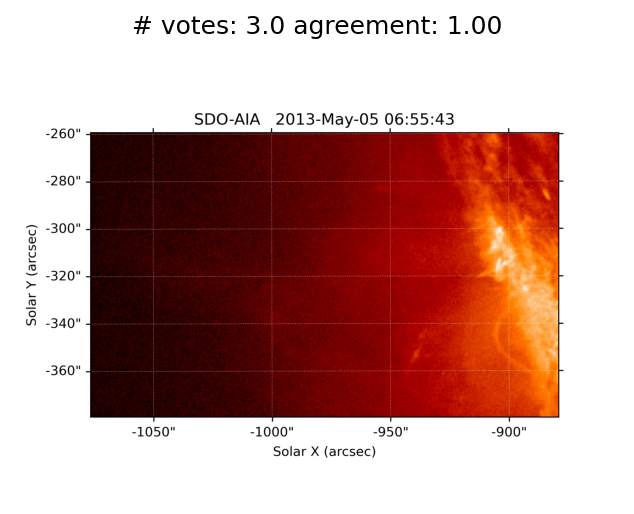 # votes: 3.0 agreement: 1.00
SDO-AIA 2013-May-05 06:55:43
-260"
-280"
-300"
-320"
-340"
-360"
Solar Y (arcsec)
-1050" -1000" -950" -900"
Solar X (arcsec)